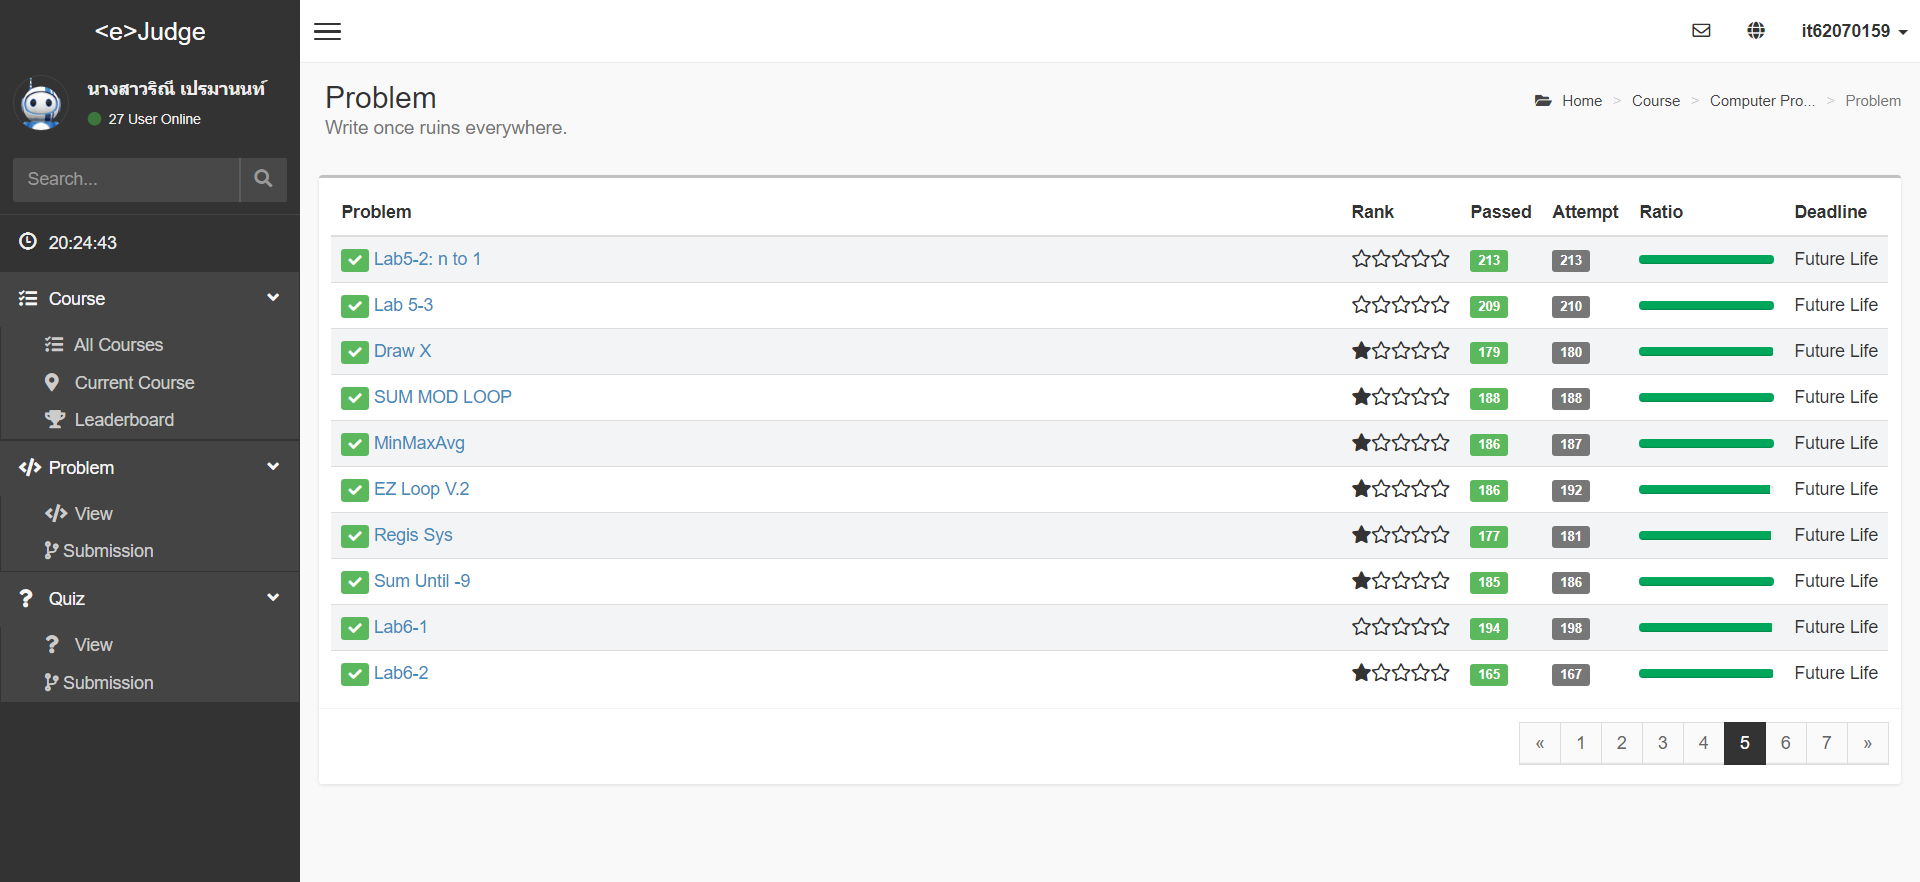 <e>Judge
นางสาวริณี เปรมานนท์
27 User Online
Search...
20:24:43
Course
All Courses
Current Course
Leaderboard
Problem
View
Submission
Quiz
View
Submission
it62070159
Problem
Write once ruins everywhere.
Home > Course > Computer Pro... > Problem
Problem Rank Passed Attempt Ratio Deadline
Lab5-2: n to 1 213 213 Future Life
Lab 5-3 209 210 Future Life
Draw X 179 180 Future Life
SUM MOD LOOP 188 188 Future Life
MinMaxAvg 186 187 Future Life
EZ Loop V.2 186 192 Future Life
Regis Sys 177 181 Future Life
Sum Until -9 185 186 Future Life
Lab6-1 194 198 Future Life
Lab6-2 165 167 Future Life
« 1 2 3 4 5 6 7 »